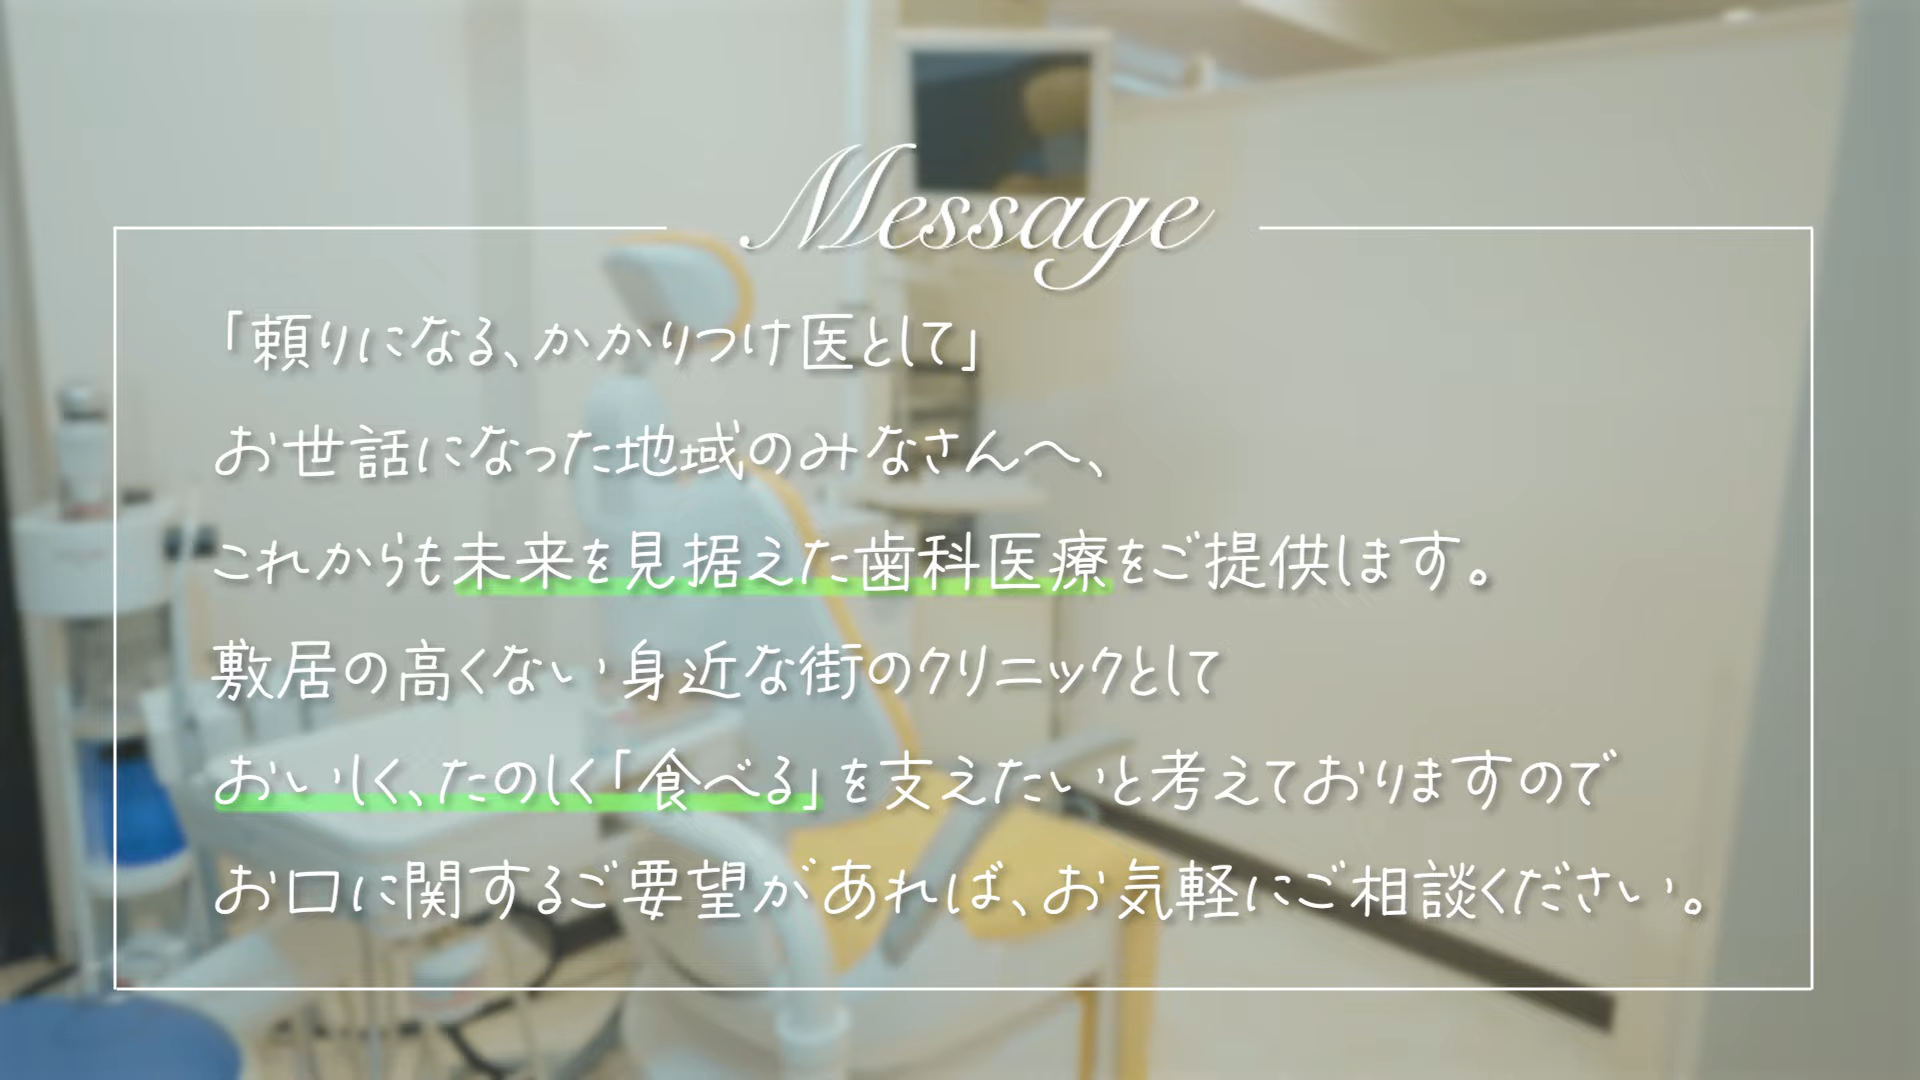 Message
「頼りになる、かかりつけ医として」
お世話になった地域のみなさんへ、
これからも未来を見据えた歯科医療をご提供します。
敷居の高くない身近な街のクリニックとして
おいしく、たのしく「食べる」を支えたいと考えておりますので
お口に関するご要望があれば、お気軽にご相談ください。